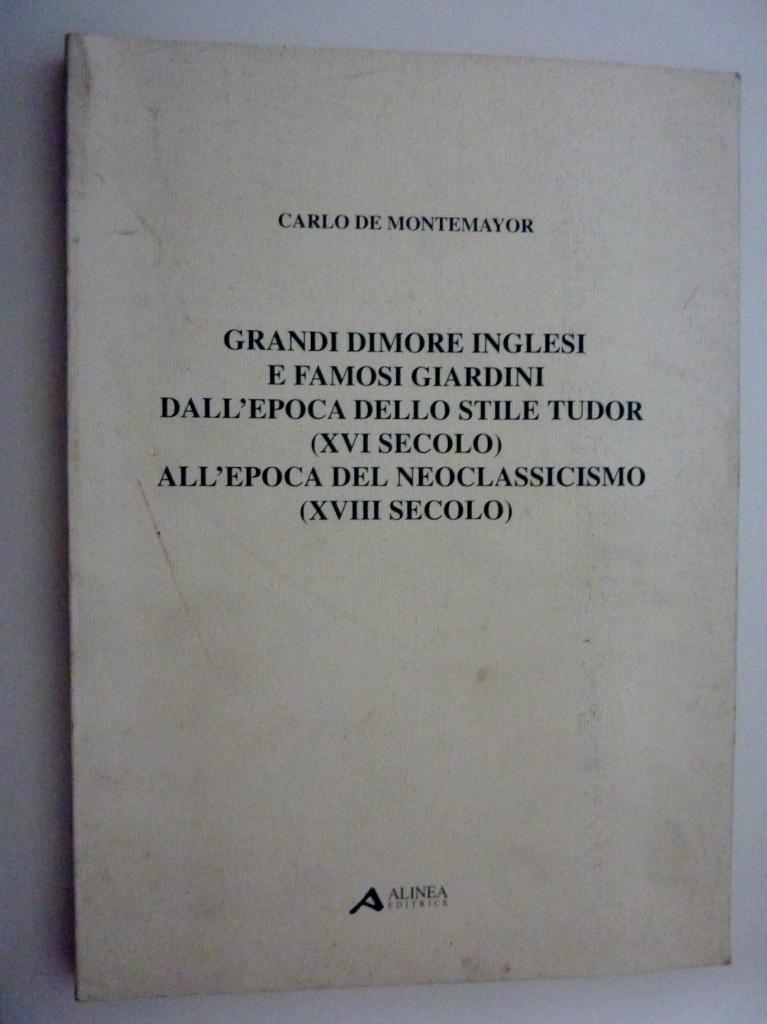 CARLO DE MONTEMAYOR
GRANDI DIMORE INGLESI
E FAMOSI GIARDINI
DALL'EPOCA DELLO STILE TUDOR
(XVI SECOLO)
ALL'EPOCA DEL NEOCLASSICISMO
(XVIII SECOLO)
ALINEA
EDITRICE